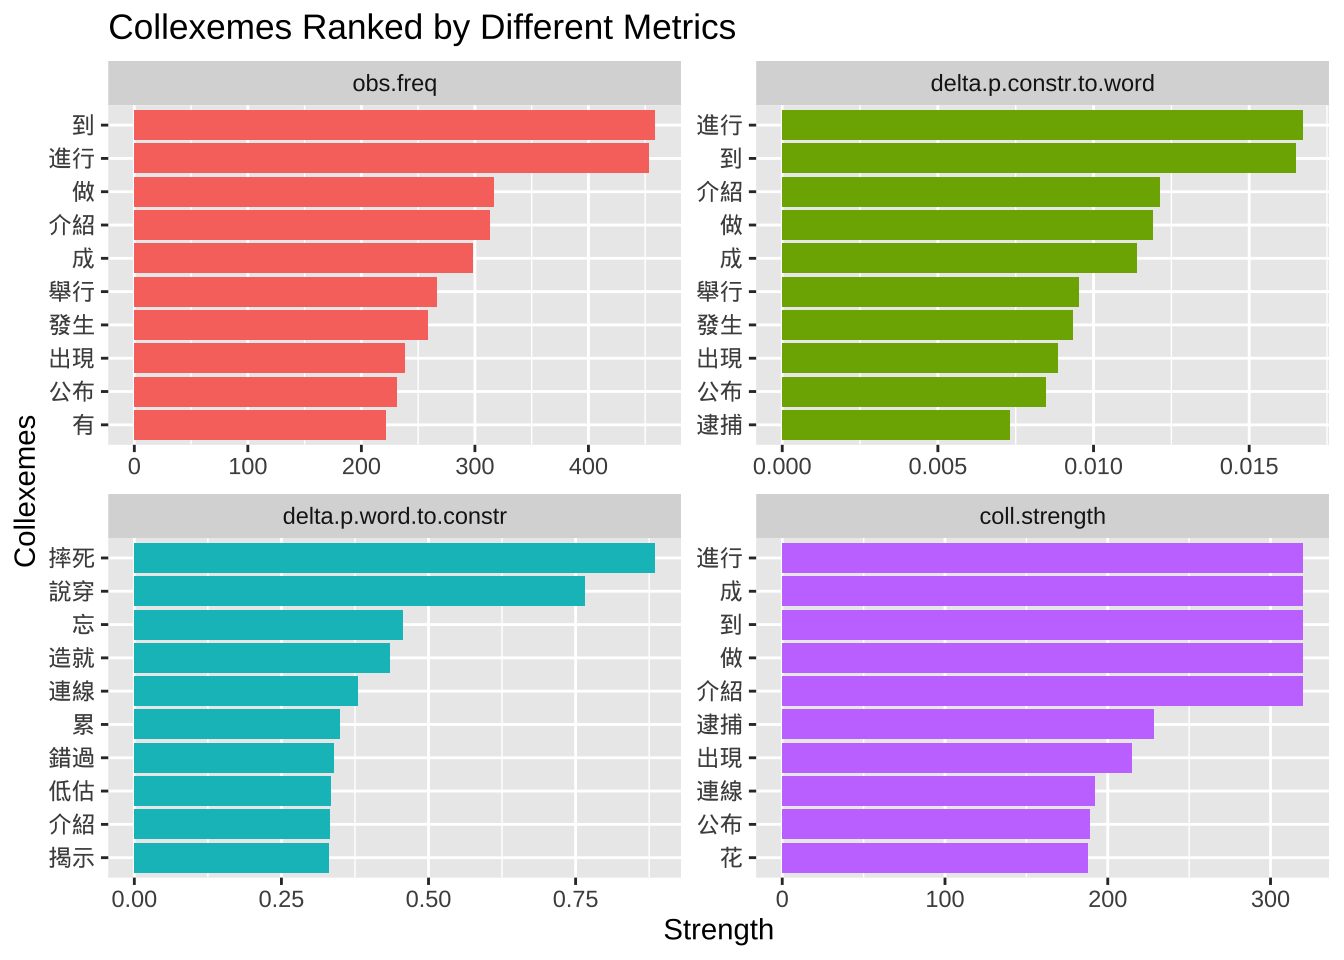 Collexemes Ranked by Different Metrics
obs.freq
到
進行
做
介紹
成
舉行
發生
出現
公布
有
0 100 200 300 400
delta.p.constr.to.word
進行
到
介紹
做
成
舉行
發生
出現
公布
逮捕
0.000 0.005 0.010 0.015
delta.p.word.to.constr
摔死
說穿
忘
造就
連線
累
錯過
低估
介紹
揭示
0.00 0.25 0.50 0.75
coll.strength
進行
成
到
做
介紹
逮捕
出現
連線
公布
花
0 100 200 300
Collexemes
Strength